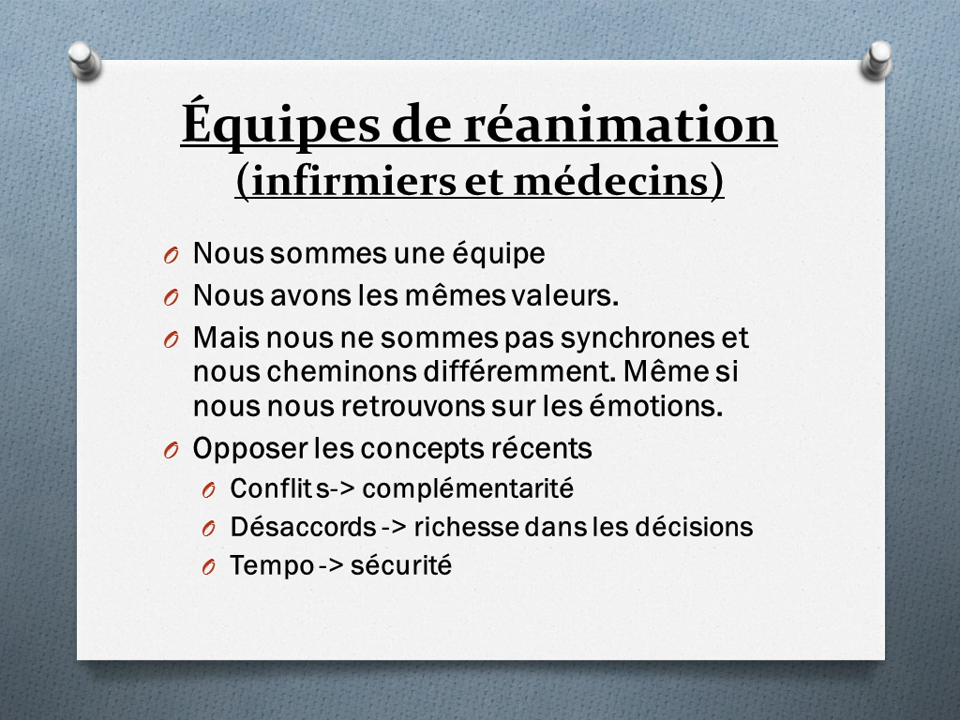 Équipes de réanimation
(infirmiers et médecins)
Nous sommes une équipe
Nous avons les mêmes valeurs.
Mais nous ne sommes pas synchrones et
nous cheminons différemment. Même si
nous nous retrouvons sur les émotions.
Opposer les concepts récents
Conflit s-> complémentarité
Désaccords -> richesse dans les décisions
Tempo -> sécurité